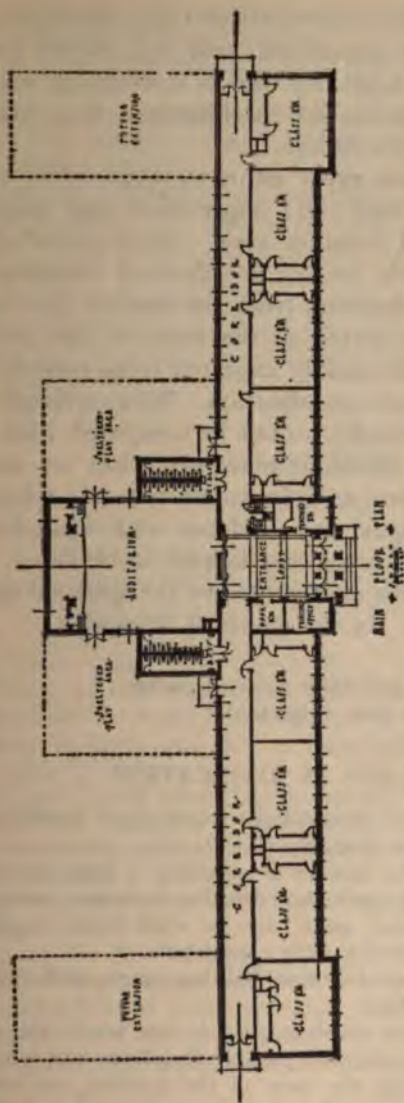 FUTURE
EXTENSION
FUTURE
EXTENSION
SHELTERED
PLAY AREA
AUDITORIUM
SHELTERED
PLAY AREA
CORRIDOR
CORRIDOR
CLASS RM
CLASS RM
CLASS RM
CLASS RM
ENTRANCE
LOBBY
CLASS RM
CLASS RM
CLASS RM
CLASS RM
MAIN FLOOR PLAN